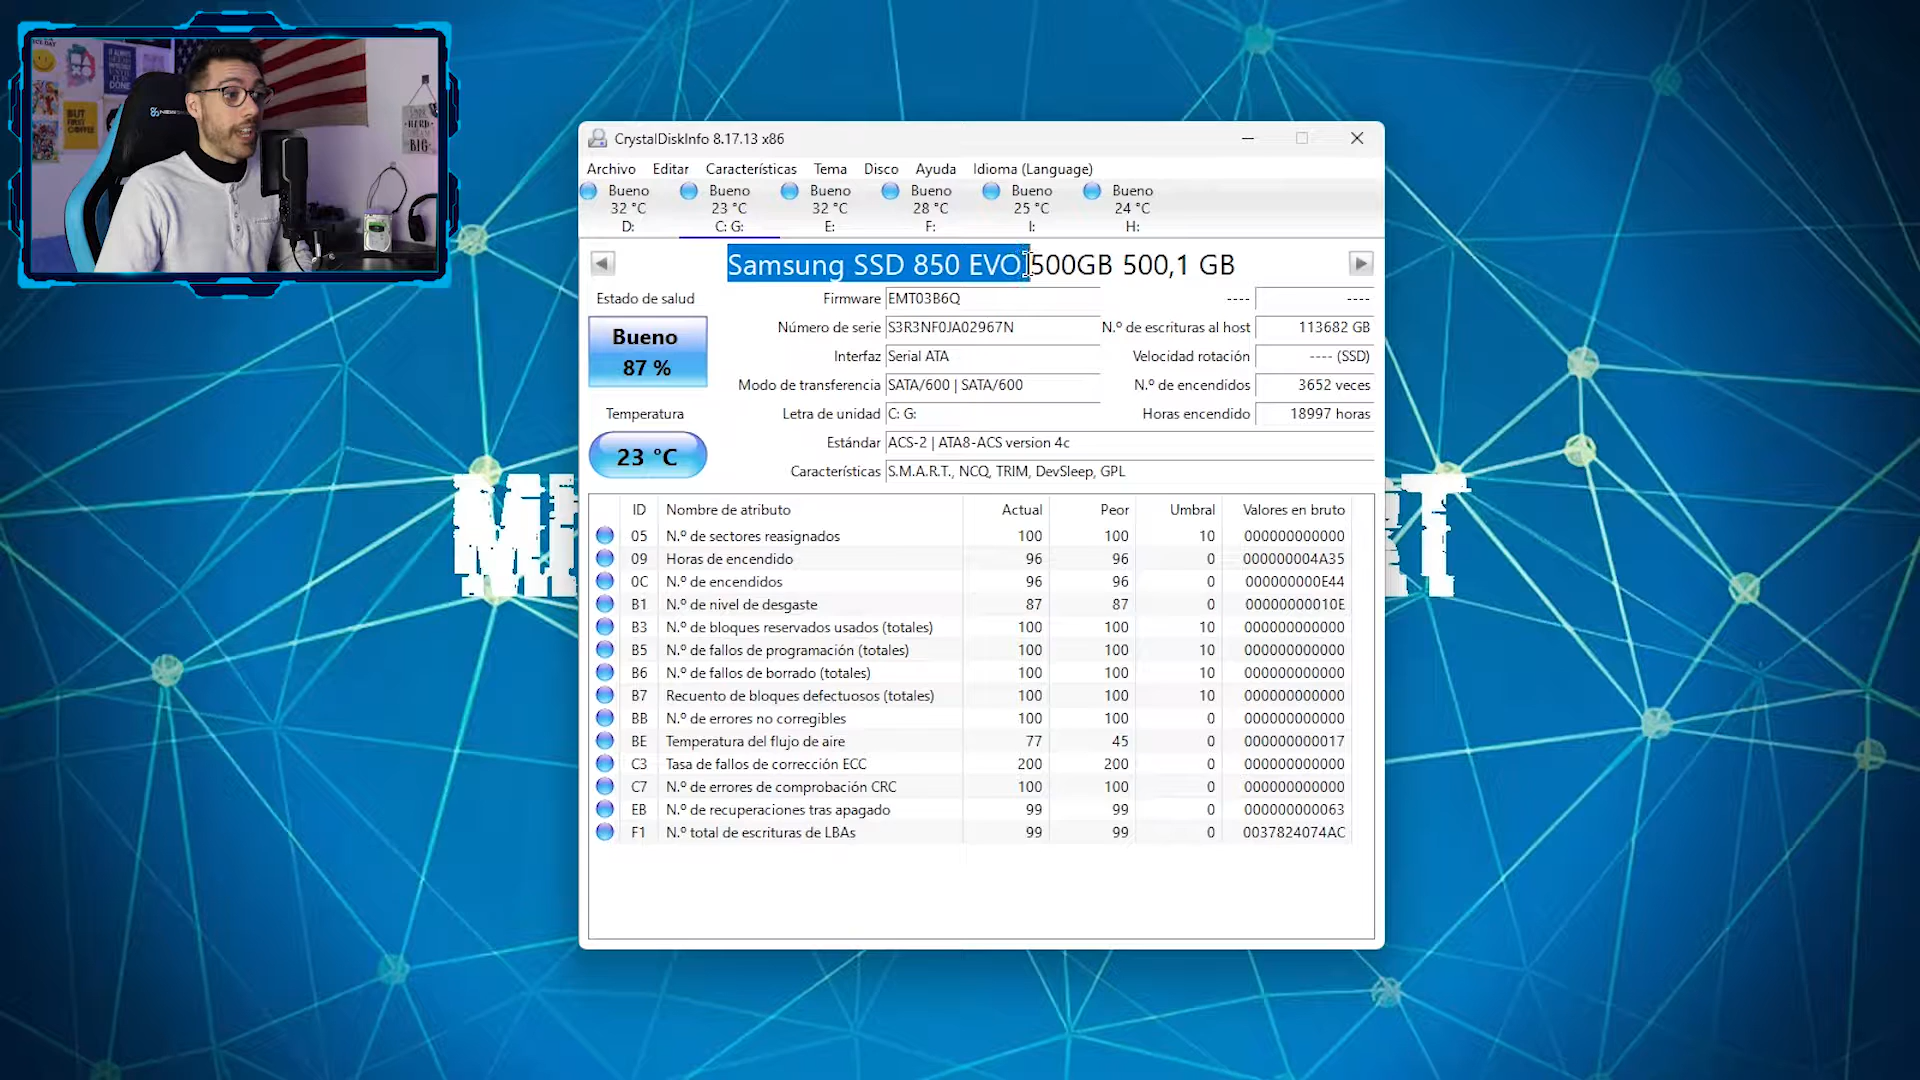 CrystalDiskInfo 8.17.13 x86
Archivo Editar Características Tema Disco Ayuda Idioma (Language)
Bueno Bueno Bueno Bueno Bueno Bueno
32 °C 23 °C 32 °C 28 °C 25 °C 24 °C
D: C: G: E: F: I: H:
Samsung SSD 850 EVO 500GB 500,1 GB
Estado de salud
Bueno
87 %
Temperatura
23 °C
Firmware EMT03B6Q ---- ----
Número de serie S3R3NF0JA02967N N.º de escrituras al host 113682 GB
Interfaz Serial ATA Velocidad rotación ---- (SSD)
Modo de transferencia SATA/600 | SATA/600 N.º de encendidos 3652 veces
Letra de unidad C: G: Horas encendido 18997 horas
Estándar ACS-2 | ATA8-ACS version 4c
Características S.M.A.R.T., NCQ, TRIM, DevSleep, GPL
ID Nombre de atributo Actual Peor Umbral Valores en bruto
05 N.º de sectores reasignados 100 100 10 000000000000
09 Horas de encendido 96 96 0 000000004A35
0C N.º de encendidos 96 96 0 000000000E44
B1 N.º de nivel de desgaste 87 87 0 00000000010E
B3 N.º de bloques reservados usados (totales) 100 100 10 000000000000
B5 N.º de fallos de programación (totales) 100 100 10 000000000000
B6 N.º de fallos de borrado (totales) 100 100 10 000000000000
B7 Recuento de bloques defectuosos (totales) 100 100 10 000000000000
BB N.º de errores no corregibles 100 100 0 000000000000
BE Temperatura del flujo de aire 77 45 0 000000000017
C3 Tasa de fallos de corrección ECC 200 200 0 000000000000
C7 N.º de errores de comprobación CRC 100 100 0 000000000000
EB N.º de recuperaciones tras apagado 99 99 0 000000000063
F1 N.º total de escrituras de LBAs 99 99 0 0037824074AC
BUT
FIRST
COFFEE
DONE
HARD
DREAM
BIG